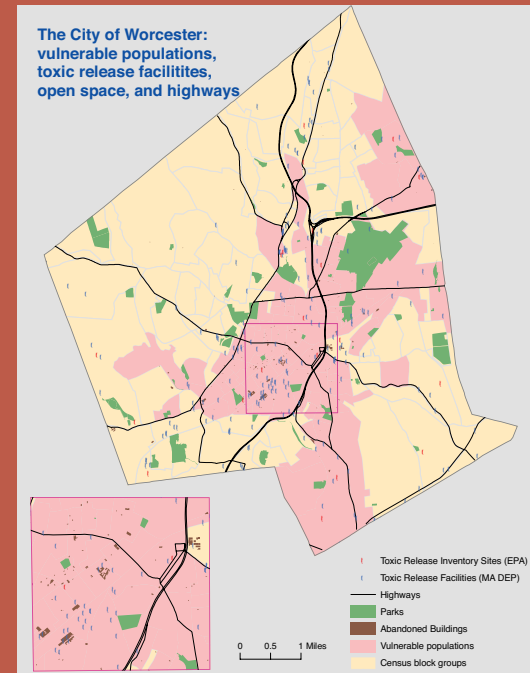 The City of Worcester:
vulnerable populations,
toxic release facilitites,
open space, and highways
Toxic Release Inventory Sites (EPA)
Toxic Release Facilities (MA DEP)
Highways
Parks
Abandoned Buildings
Vulnerable populations
Census block groups
0 0.5 1 Miles